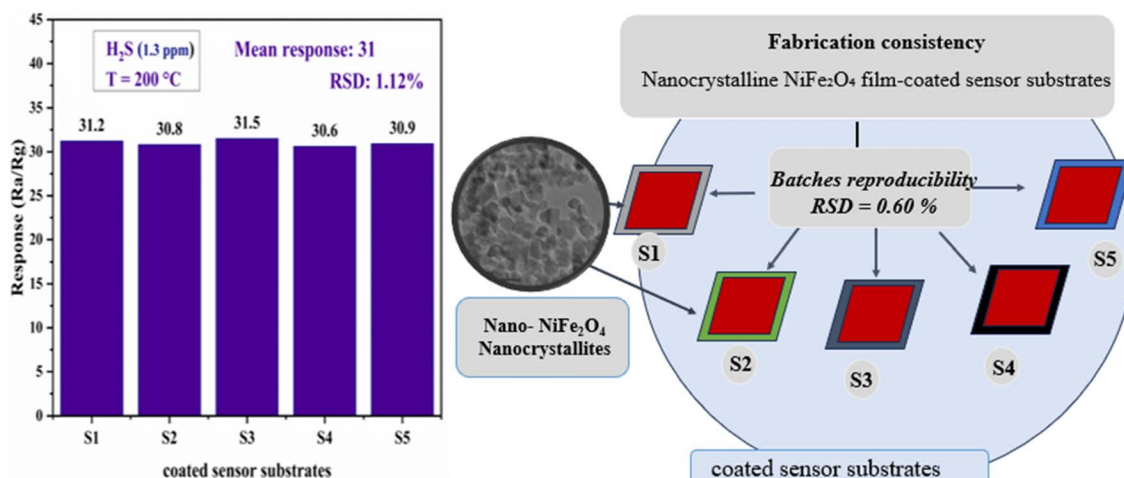 H₂S (1.3 ppm)
T = 200 °C
Mean response: 31
RSD: 1.12%
Response (Ra/Rg)
45
40
35
30
25
20
15
10
5
0
31.2
30.8
31.5
30.6
30.9
S1
S2
S3
S4
S5
coated sensor substrates
Fabrication consistency
Nanocrystalline NiFe₂O₄ film-coated sensor substrates
Batches reproducibility
RSD = 0.60 %
S1
S2
S3
S4
S5
Nano- NiFe₂O₄
Nanocrystallites
coated sensor substrates